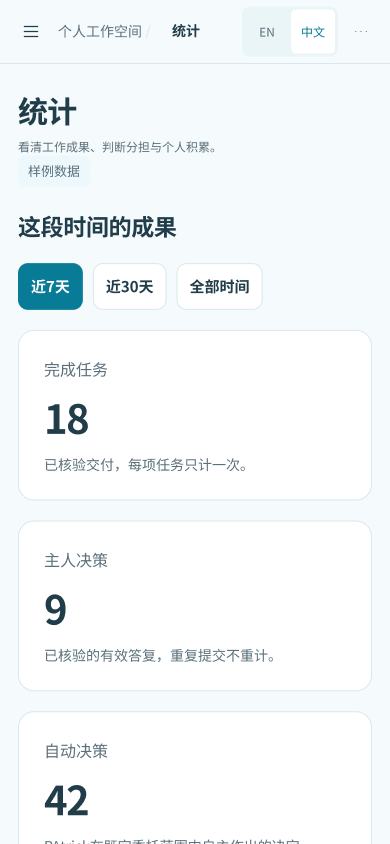 个人工作空间 / 统计 EN 中文 ...
统计
看清工作成果、判断分担与个人积累。
样例数据
这段时间的成果
近7天 近30天 全部时间
完成任务
18
已核验交付，每项任务只计一次。
主人决策
9
已核验的有效答复，重复提交不重计。
自动决策
42